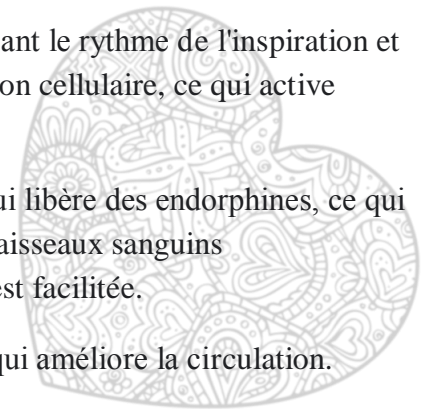 ant le rythme de l'inspiration et
on cellulaire, ce qui active
ui libère des endorphines, ce qui
aisseaux sanguins
est facilitée.
qui améliore la circulation.